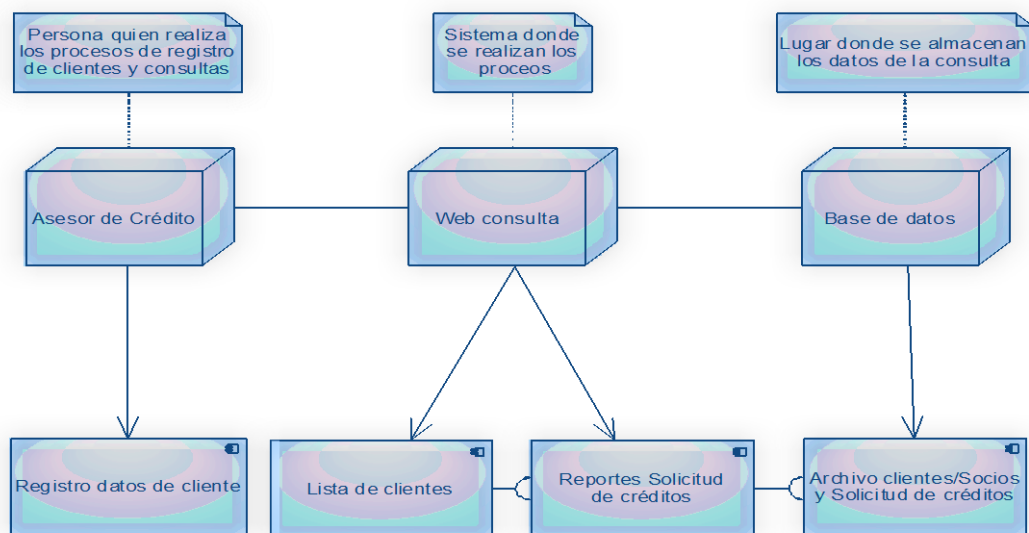 Persona quien realiza
los procesos de registro
de clientes y consultas
Sistema donde
se realizan los
proceos
Lugar donde se almacenan
los datos de la consulta
Asesor de Crédito
Web consulta
Base de datos
Registro datos de cliente
Lista de clientes
Reportes Solicitud
de créditos
Archivo clientes/Socios
y Solicitud de créditos